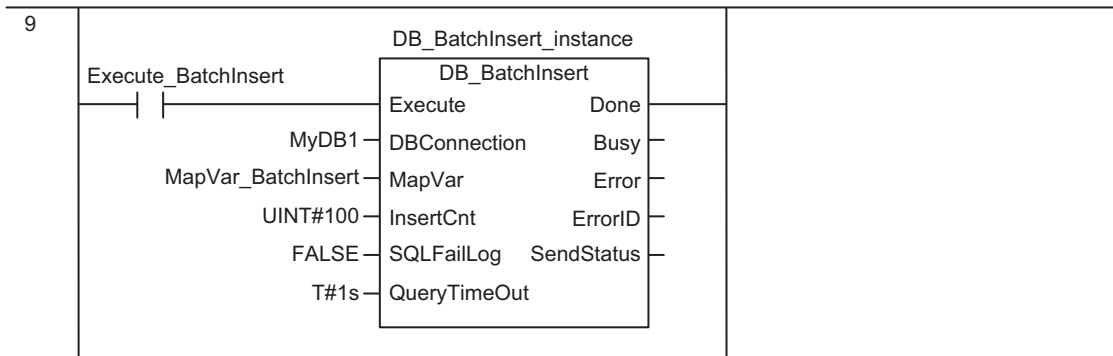 9
DB_BatchInsert_instance
DB_BatchInsert
Execute_BatchInsert
Execute Done
MyDB1 DBConnection Busy
MapVar_BatchInsert MapVar Error
UINT#100 InsertCnt ErrorID
FALSE SQLFailLog SendStatus
T#1s QueryTimeOut